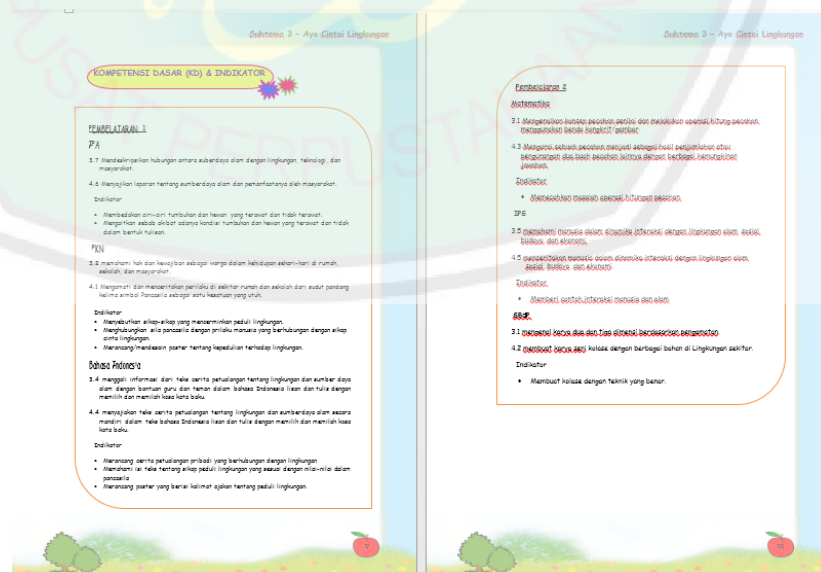 Subtema 3 – Ayo Cintai Lingkungan
KOMPETENSI DASAR (KD) & INDIKATOR
PEMBELAJARAN 1
IPA
3.7 Mendeskripsikan hubungan antara suberdaya alam dengan lingkungan, teknologi, dan
masyarakat.
4.6 Menyajikan laporan tentang sumberdaya alam dan pemanfaatanya oleh masyarakat.
Indikator
• Membedakan ciri-ciri tumbuhan dan hewan yang terawat dan tidak terawat.
• Mengaitkan sebab akibat adanya kondisi tumbuhan dan hewan yang terawat dan tidak
dalam bentuk tulisan.
PKN
3.2 memahami hak dan kewajiban sebagai warga dalam kehidupan sehari-hari di rumah,
sekolah, dan masyarakat.
4.1 Mengamati dan menceritakan perilaku di sekitar rumah dan sekolah dari sudut pandang
kelima simbol Pancasila sebagai satu kesatuan yang utuh.
Indikator
• Menyebutkan sikap-sikap yang mencerminkan peduli lingkungan.
• Menghubungkan sila pancasila dengan prilaku manusia yang berhubungan dengan sikap
cinta lingkungan.
• Merancang/mendesain poster tentang kepedulian terhadap lingkungan.
Bahasa Indonesia
3.4 menggali informasi dari teks cerita petualangan tentang lingkungan dan sumber daya
alam dengan bantuan guru dan teman dalam bahasa Indonesia lisan dan tulis dengan
memilih dan memilah kosa kata baku.
4.4 menyajikan teks cerita petualangan tentang lingkungan dan sumberdaya alam secara
mandiri dalam teks bahasa Indonesia lisan dan tulis dengan memilih dan memilah kosa
kata baku.
Indikator
• Merancang cerita petualangan pribadi yang berhubungan dengan lingkungan
• Memahami isi teks tentang sikap peduli lingkungan yang sesuai dengan nilai-nilai dalam
pancasila
• Merancang poster yang berisi kalimat ajakan tentang peduli lingkungan.
Subtema 3 – Ayo Cintai Lingkungan
Pembelajaran 2
Matematika
3.1 Mengenalkan konsep pecahan senilai dan melakukan operasi hitung pecahan
menggunakan benda kongkrit/gambar
4.3 Mengurai sebuah pecahan menjadi sebagai hasil penjumlahan atau
pengurangan dua buah pecahan lainnya dengan berbagai kemungkinan
jawaban.
Indikator
• Memecahkan masalah operasi hitungan pecahan.
IPS
3.5 memahami manusia dalam dinamika interaksi dengan lingkungan alam, sosial,
budaya, dan ekonomi.
4.5 menceritakan manusia dalam dinamika interaksi dengan lingkungan alam,
sosial, budaya, dan ekonomi
Indikator
• Memberi contoh interaksi manusia dan alam
SBdP
3.1 mengenal karya dua dan tiga dimensi berdasarkan pengamatan
4.2 membuat karya seni kolase dengan berbagai bahan di Lingkungan sekitar.
Indikator
• Membuat kolase dengan teknik yang benar.